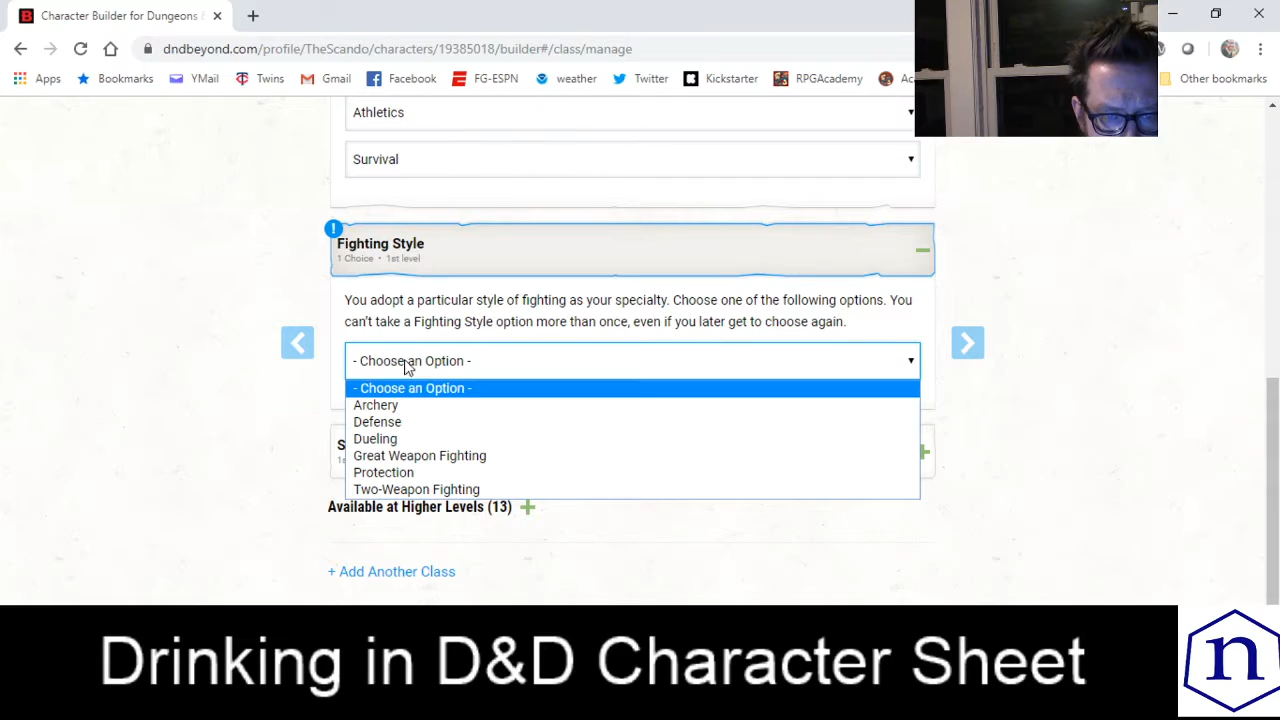 Character Builder for Dungeons &
dndbeyond.com/profile/TheScando/characters/19385018/builder#/class/manage
Apps
Bookmarks
YMail
Twins
Gmail
Facebook
FG-ESPN
weather
Twitter
Kickstarter
RPGAcademy
Other bookmarks
Athletics
Survival
Fighting Style
1 Choice • 1st level
You adopt a particular style of fighting as your specialty. Choose one of the following options. You
can't take a Fighting Style option more than once, even if you later get to choose again.
- Choose an Option -
- Choose an Option -
Archery
Defense
Dueling
Great Weapon Fighting
Protection
Two-Weapon Fighting
Available at Higher Levels (13)
+ Add Another Class
Drinking in D&D Character Sheet
n